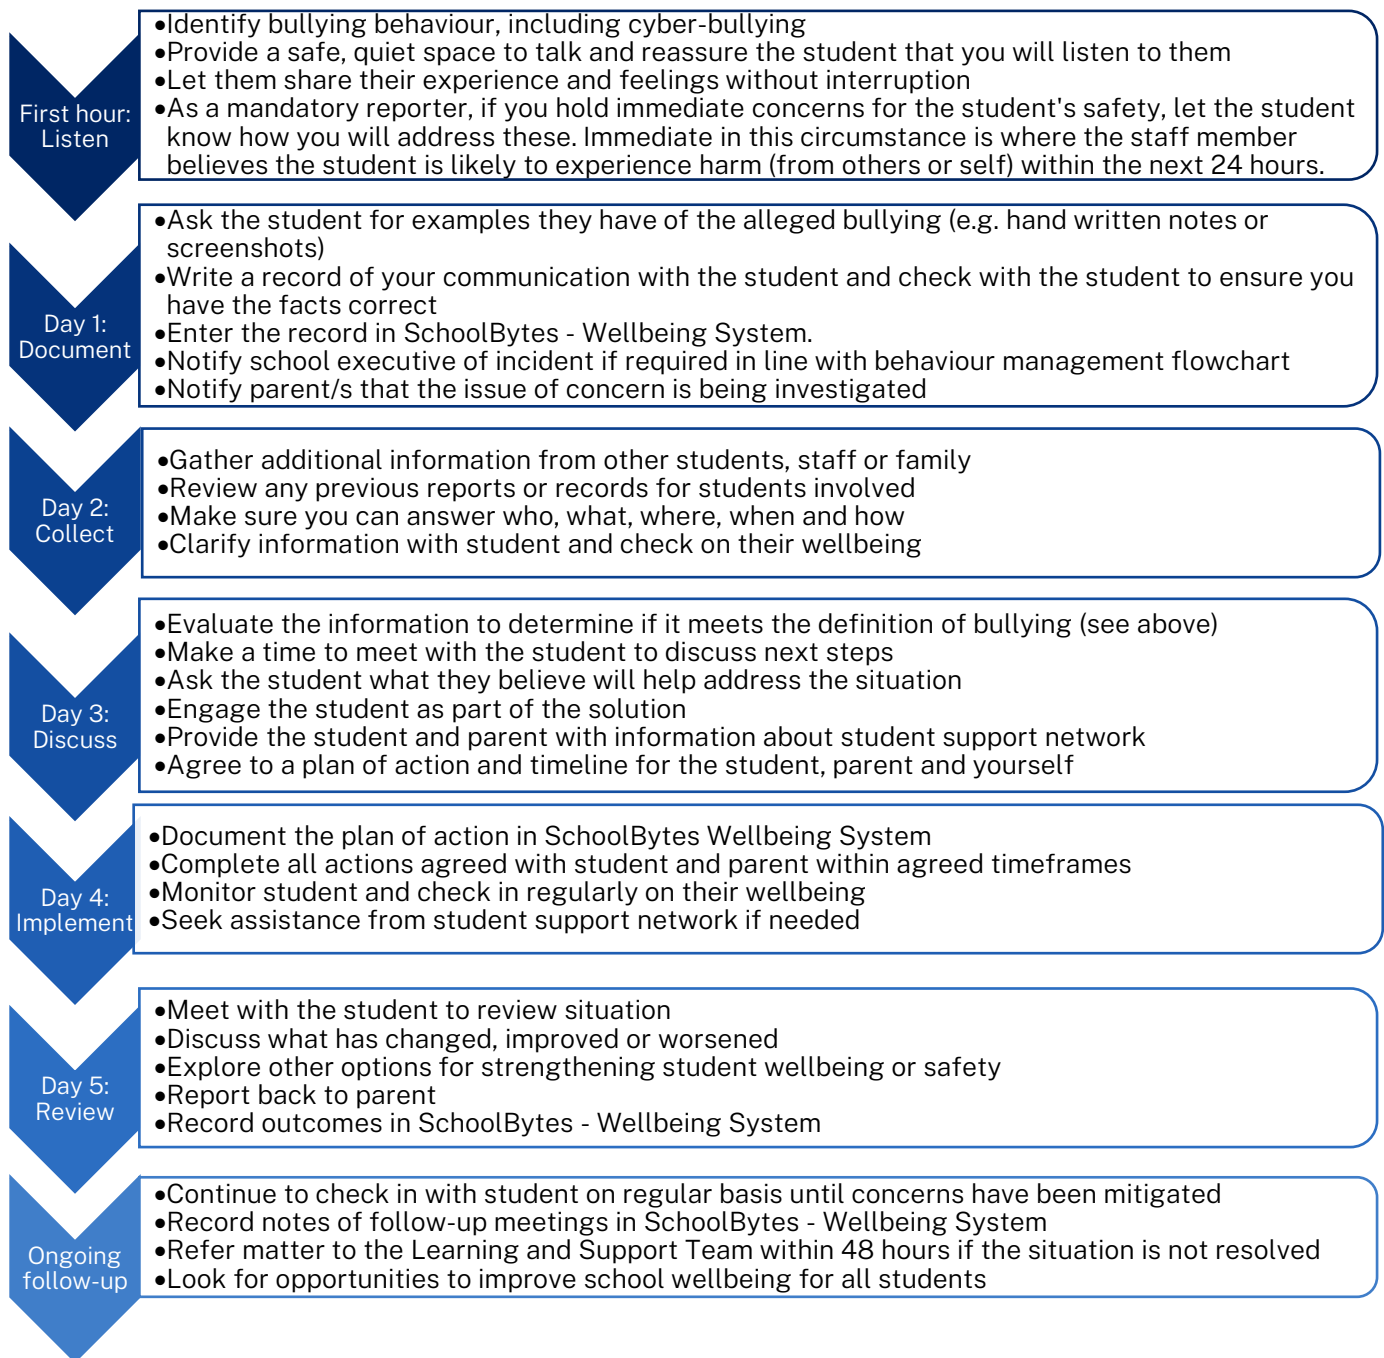 First hour:
Listen
•Identify bullying behaviour, including cyber-bullying
•Provide a safe, quiet space to talk and reassure the student that you will listen to them
•Let them share their experience and feelings without interruption
•As a mandatory reporter, if you hold immediate concerns for the student's safety, let the student
know how you will address these. Immediate in this circumstance is where the staff member
believes the student is likely to experience harm (from others or self) within the next 24 hours.
Day 1:
Document
•Ask the student for examples they have of the alleged bullying (e.g. hand written notes or
screenshots)
•Write a record of your communication with the student and check with the student to ensure you
have the facts correct
•Enter the record in SchoolBytes - Wellbeing System.
•Notify school executive of incident if required in line with behaviour management flowchart
•Notify parent/s that the issue of concern is being investigated
Day 2:
Collect
•Gather additional information from other students, staff or family
•Review any previous reports or records for students involved
•Make sure you can answer who, what, where, when and how
•Clarify information with student and check on their wellbeing
Day 3:
Discuss
•Evaluate the information to determine if it meets the definition of bullying (see above)
•Make a time to meet with the student to discuss next steps
•Ask the student what they believe will help address the situation
•Engage the student as part of the solution
•Provide the student and parent with information about student support network
•Agree to a plan of action and timeline for the student, parent and yourself
Day 4:
Implement
•Document the plan of action in SchoolBytes Wellbeing System
•Complete all actions agreed with student and parent within agreed timeframes
•Monitor student and check in regularly on their wellbeing
•Seek assistance from student support network if needed
Day 5:
Review
•Meet with the student to review situation
•Discuss what has changed, improved or worsened
•Explore other options for strengthening student wellbeing or safety
•Report back to parent
•Record outcomes in SchoolBytes - Wellbeing System
Ongoing
follow-up
•Continue to check in with student on regular basis until concerns have been mitigated
•Record notes of follow-up meetings in SchoolBytes - Wellbeing System
•Refer matter to the Learning and Support Team within 48 hours if the situation is not resolved
•Look for opportunities to improve school wellbeing for all students